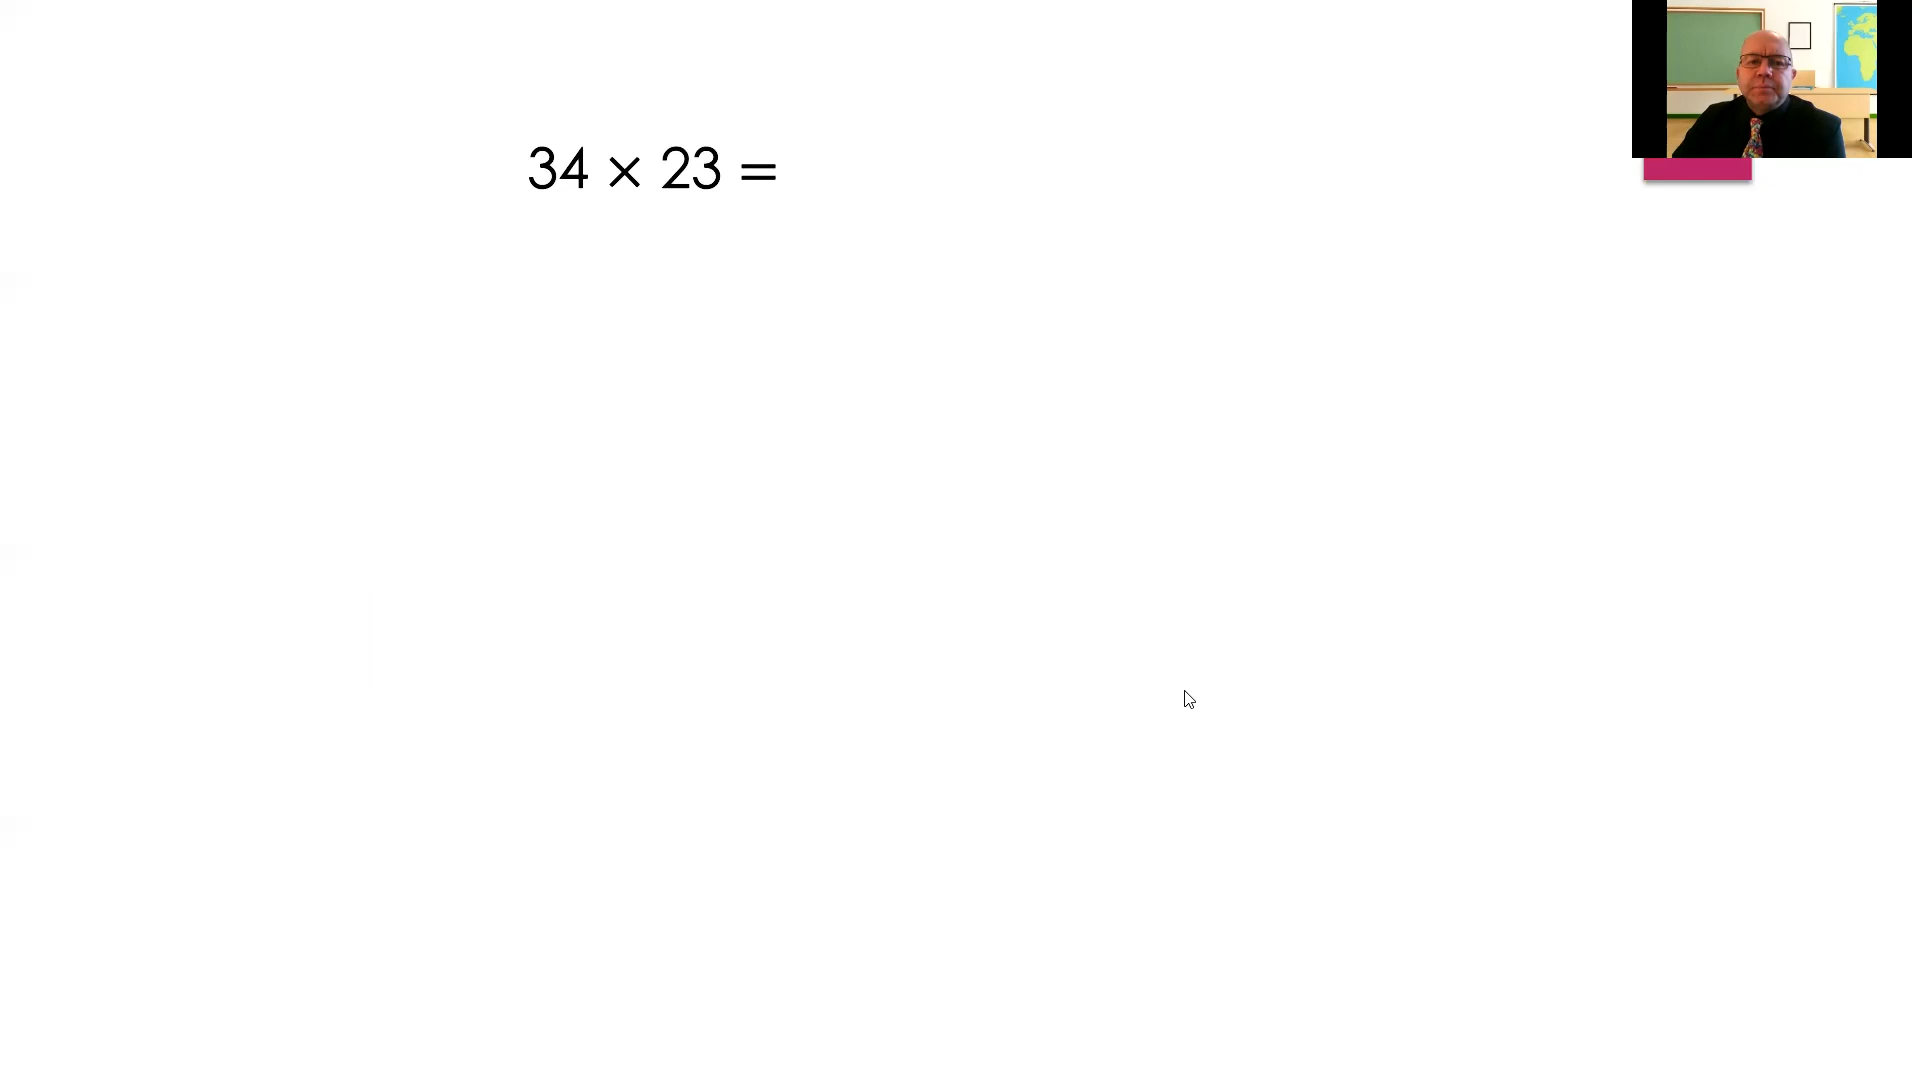 34 × 23 =